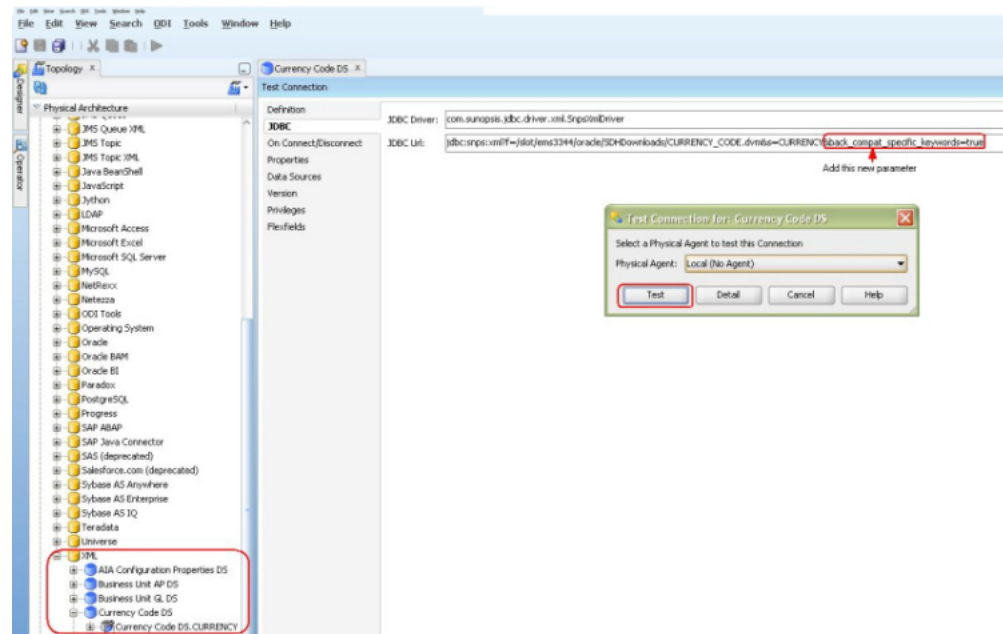 File Edit View Search ODI Tools Window Help
File Edit View Search ODI Tools Window Help
Designer
Operator
Topology
Physical Architecture
JMS Queue XML
JMS Topic
JMS Topic XML
Java BeanShell
JavaScript
Jython
LDAP
Microsoft Access
Microsoft Excel
Microsoft SQL Server
MySQL
NetRexx
Netezza
ODI Tools
Operating System
Oracle
Oracle BAM
Oracle BI
Paradox
PostgreSQL
Progress
SAP ABAP
SAP Java Connector
SAS (deprecated)
Salesforce.com (deprecated)
Sybase AS Anywhere
Sybase AS Enterprise
Sybase AS IQ
Teradata
Universe
XML
AIA Configuration Properties DS
Business Unit AP DS
Business Unit GL DS
Currency Code DS
Currency Code DS.CURRENCY
Currency Code DS
Test Connection
Definition
JDBC
On Connect/Disconnect
Properties
Data Sources
Version
Privileges
Flexfields
JDBC Driver: com.sunopsis.jdbc.driver.xml.SnpsXmlDriver
JDBC Url: jdbc:snps:xml?f=/slot/ems3344/oracle/SDHDownloads/CURRENCY_CODE.dvm&s=CURRENCY&back_compat_specific_keywords=true
Add this new parameter
Test Connection for: Currency Code DS
Select a Physical Agent to test this Connection
Physical Agent: Local (No Agent)
Test Detail Cancel Help